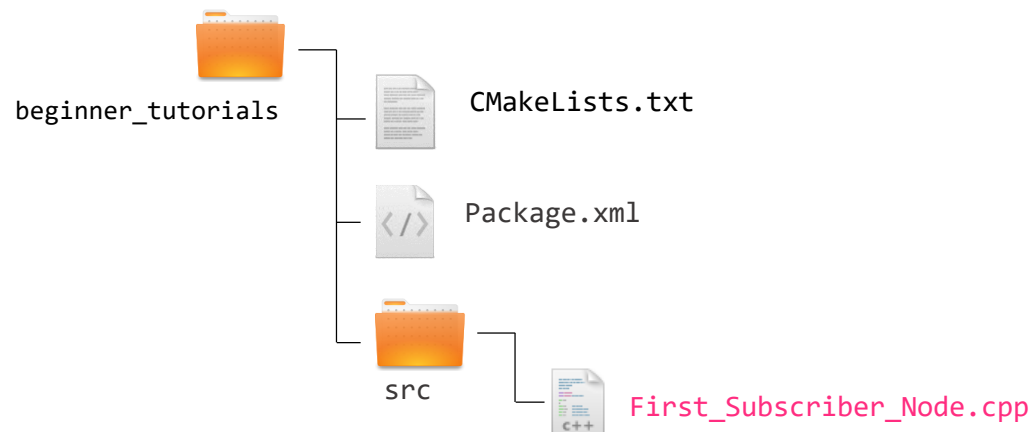 beginner_tutorials
CMakeLists.txt
Package.xml
src
First_Subscriber_Node.cpp
c++